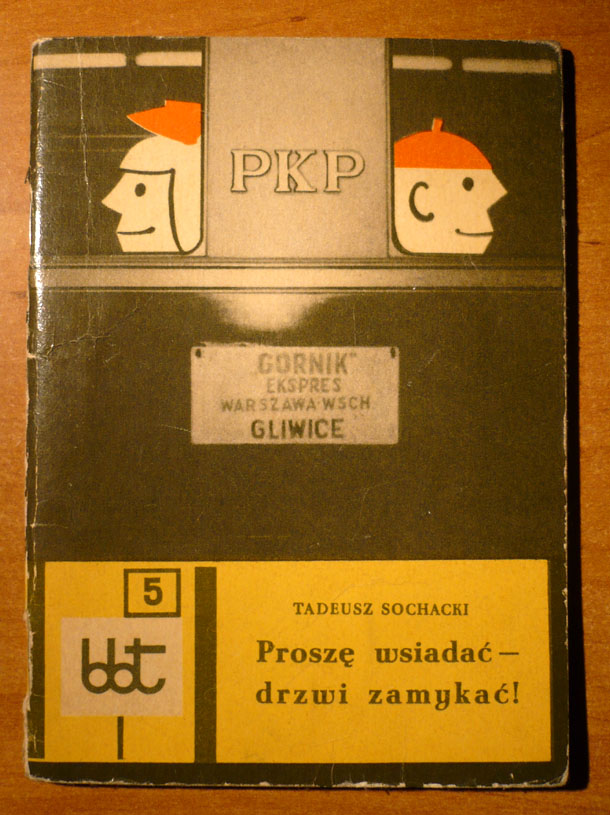 PKP
„GÓRNIK”
EKSPRES
WARSZAWA-WSCH
GLIWICE
5
bbt
TADEUSZ SOCHACKI
Proszę wsiadać –
drzwi zamykać!